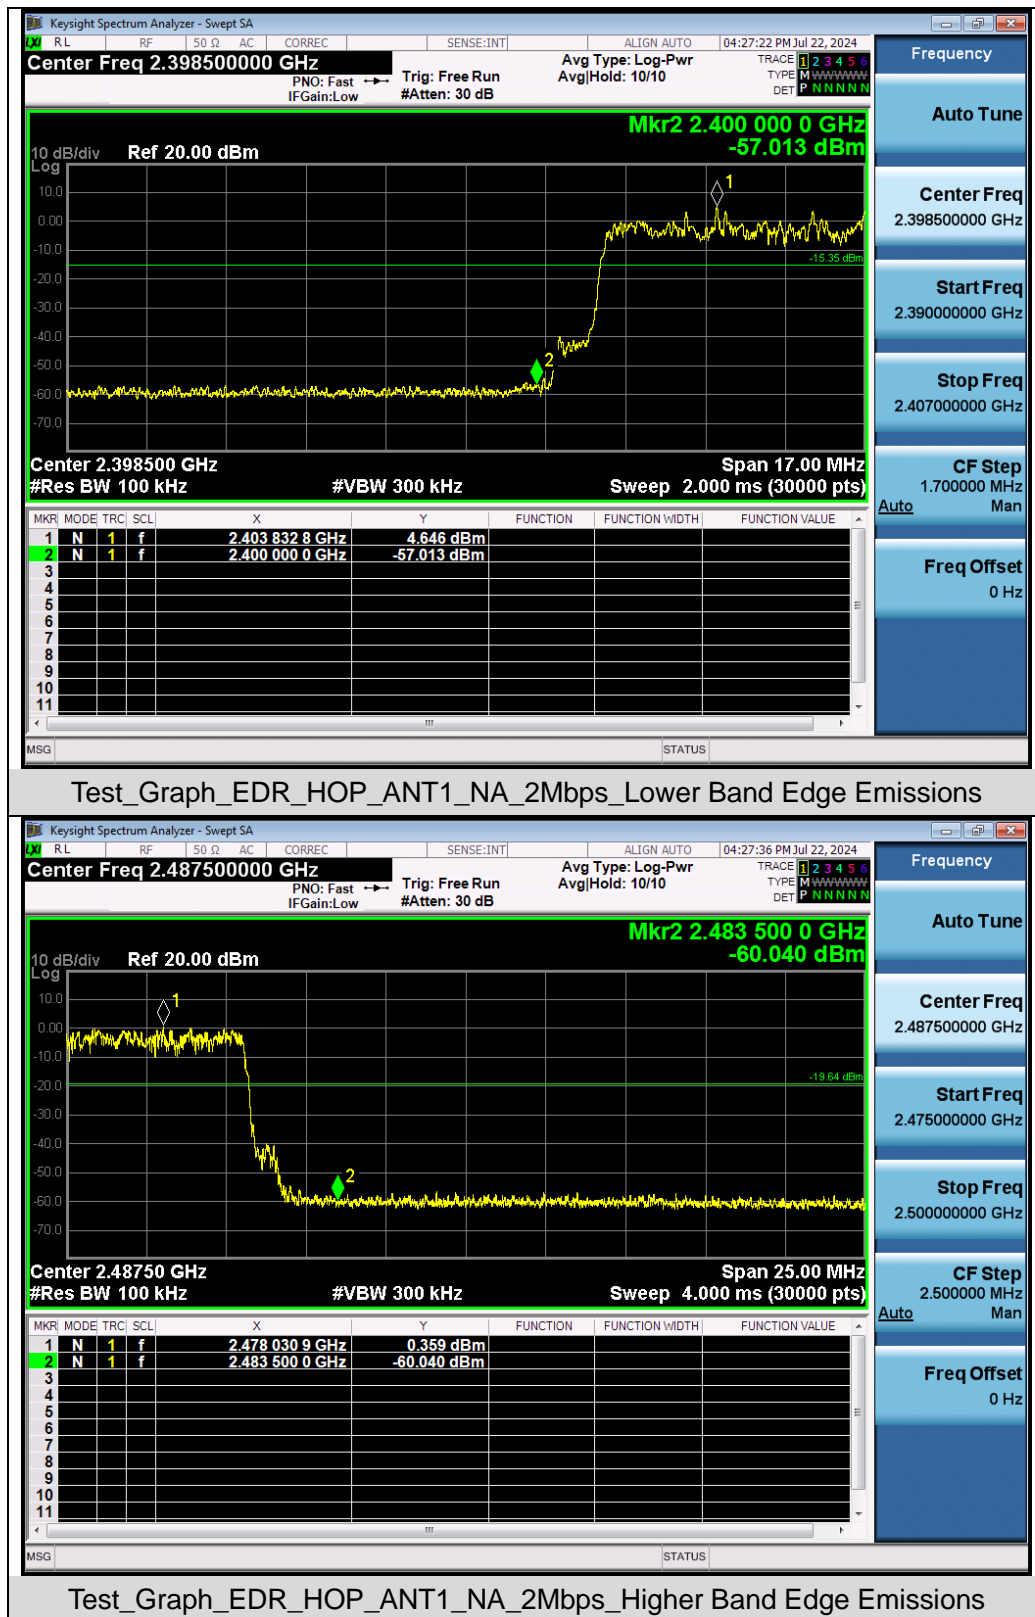 Keysight Spectrum Analyzer - Swept SA
LXI RL RF 50 Ω AC CORREC SENSE:INT ALIGN AUTO 04:27:22 PM Jul 22, 2024
Center Freq 2.398500000 GHz
PNO: Fast
IFGain:Low
Trig: Free Run
#Atten: 30 dB
Avg Type: Log-Pwr
Avg|Hold: 10/10
TRACE 1 2 3 4 5 6
TYPE M WWWWW
DET P N N N N N
Mkr2 2.400 000 0 GHz
-57.013 dBm
10 dB/div Ref 20.00 dBm
Log
10.0
0.00
-10.0
-20.0
-30.0
-40.0
-50.0
-60.0
-70.0
1
-15.35 dBm
2
Center 2.398500 GHz Span 17.00 MHz
#Res BW 100 kHz #VBW 300 kHz Sweep 2.000 ms (30000 pts)
MKR MODE TRC SCL X Y FUNCTION FUNCTION WIDTH FUNCTION VALUE
1 N 1 f 2.403 832 8 GHz 4.646 dBm
2 N 1 f 2.400 000 0 GHz -57.013 dBm
3
4
5
6
7
8
9
10
11
MSG STATUS
Frequency
Auto Tune
Center Freq
2.398500000 GHz
Start Freq
2.390000000 GHz
Stop Freq
2.407000000 GHz
CF Step
1.700000 MHz
Auto Man
Freq Offset
0 Hz
Test_Graph_EDR_HOP_ANT1_NA_2Mbps_Lower Band Edge Emissions
Keysight Spectrum Analyzer - Swept SA
LXI RL RF 50 Ω AC CORREC SENSE:INT ALIGN AUTO 04:27:36 PM Jul 22, 2024
Center Freq 2.487500000 GHz
PNO: Fast
IFGain:Low
Trig: Free Run
#Atten: 30 dB
Avg Type: Log-Pwr
Avg|Hold: 10/10
TRACE 1 2 3 4 5 6
TYPE M WWWWW
DET P N N N N N
Mkr2 2.483 500 0 GHz
-60.040 dBm
10 dB/div Ref 20.00 dBm
Log
10.0
0.00
-10.0
-20.0
-30.0
-40.0
-50.0
-60.0
-70.0
1
-19.64 dBm
2
Center 2.48750 GHz Span 25.00 MHz
#Res BW 100 kHz #VBW 300 kHz Sweep 4.000 ms (30000 pts)
MKR MODE TRC SCL X Y FUNCTION FUNCTION WIDTH FUNCTION VALUE
1 N 1 f 2.478 030 9 GHz 0.359 dBm
2 N 1 f 2.483 500 0 GHz -60.040 dBm
3
4
5
6
7
8
9
10
11
MSG STATUS
Frequency
Auto Tune
Center Freq
2.487500000 GHz
Start Freq
2.475000000 GHz
Stop Freq
2.500000000 GHz
CF Step
2.500000 MHz
Auto Man
Freq Offset
0 Hz
Test_Graph_EDR_HOP_ANT1_NA_2Mbps_Higher Band Edge Emissions